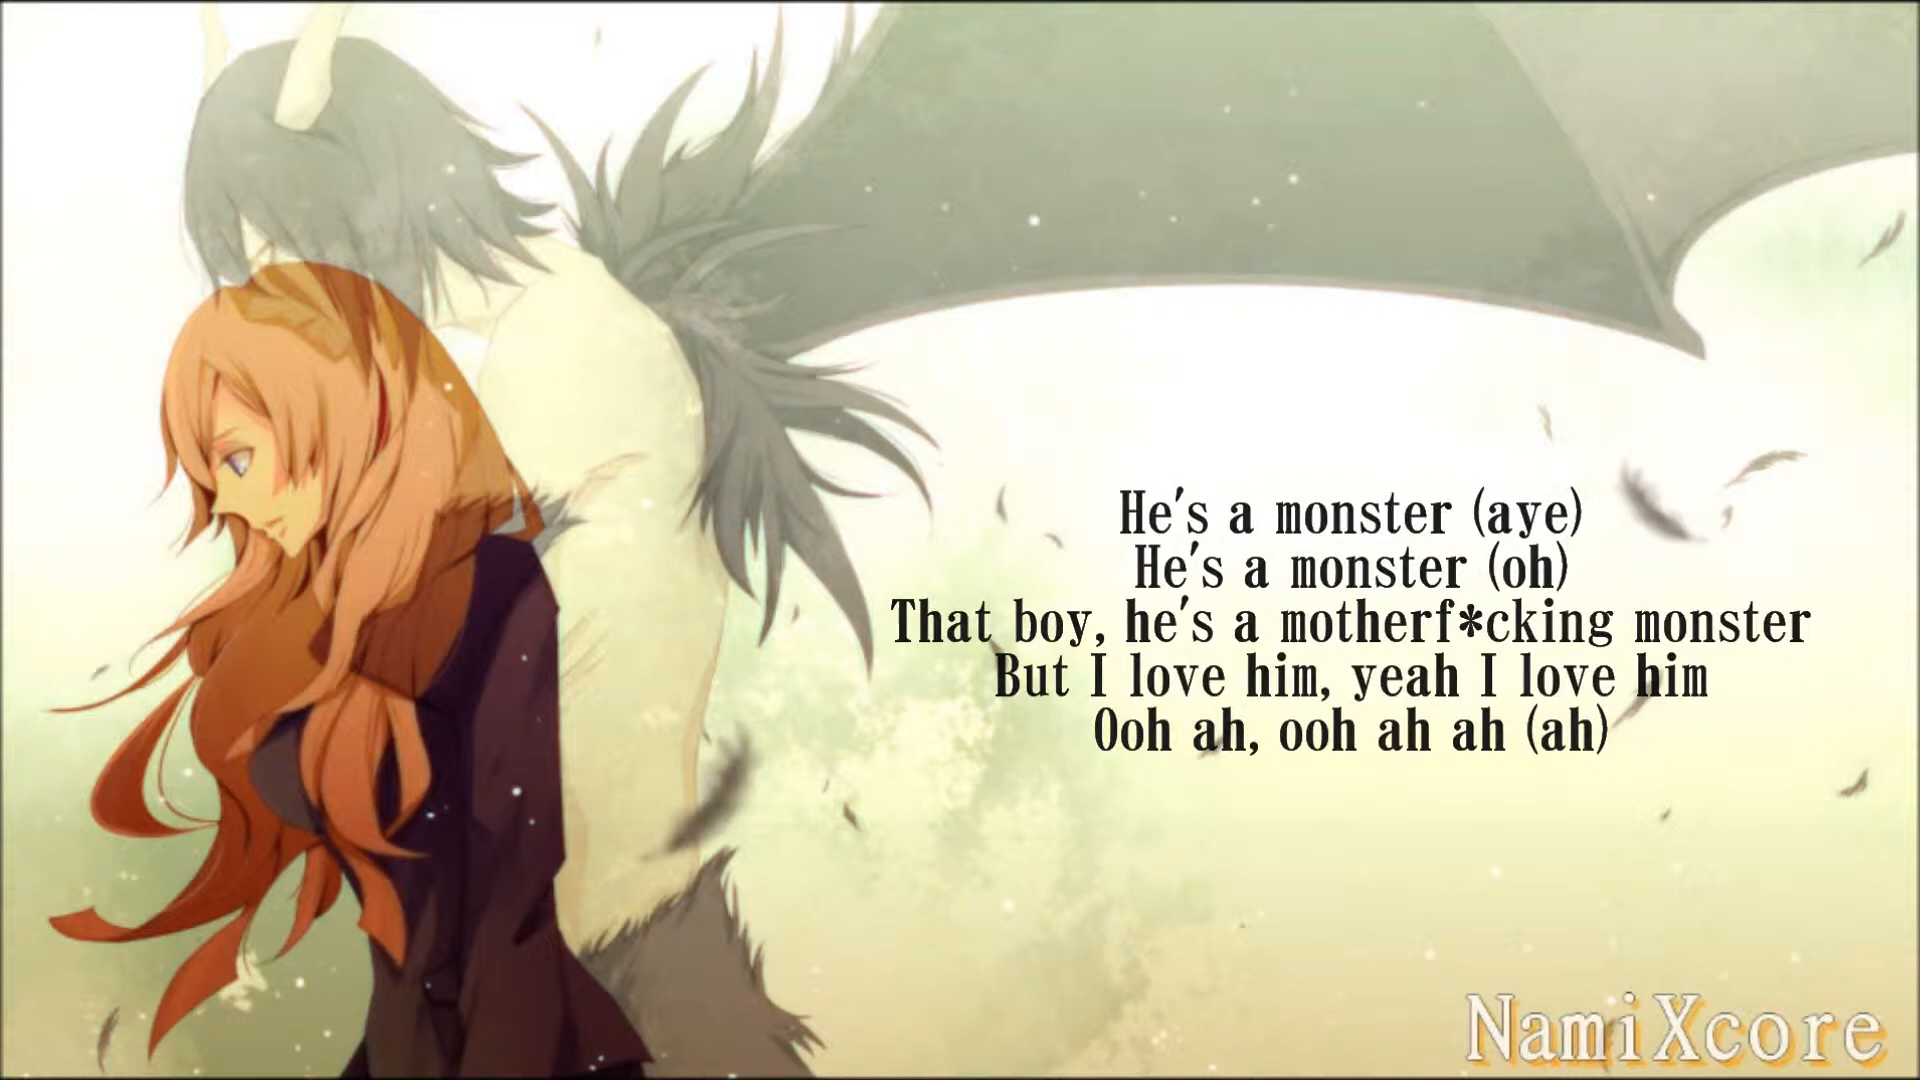 He's a monster (aye)
He's a monster (oh)
That boy, he's a motherf*cking monster
But I love him, yeah I love him
Ooh ah, ooh ah ah (ah)
NamiXcore